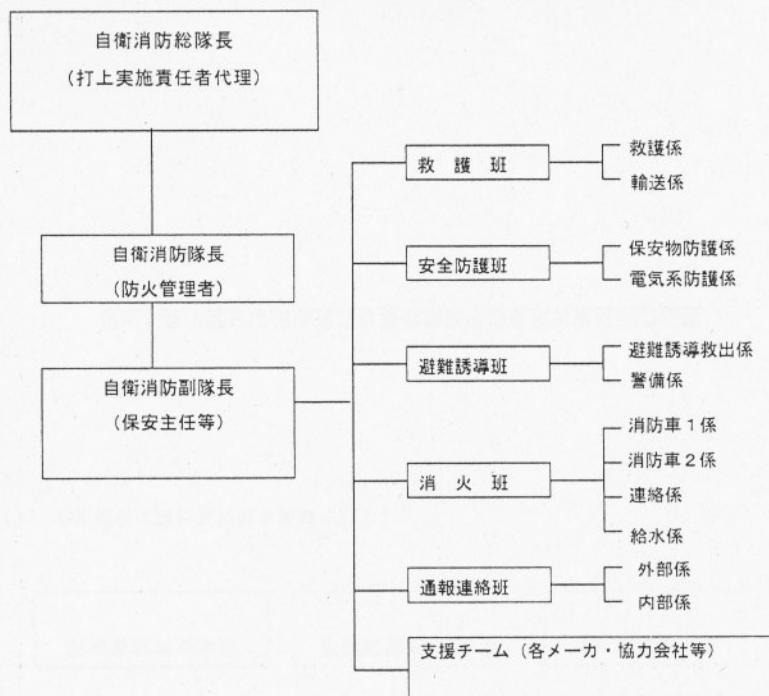 自衛消防総隊長
(打上実施責任者代理)
自衛消防隊長
(防火管理者)
自衛消防副隊長
(保安主任等)
救護班
救護係
輸送係
安全防護班
保安物防護係
電気系防護係
避難誘導班
避難誘導救出係
警備係
消火班
消防車1係
消防車2係
連絡係
給水係
通報連絡班
外部係
内部係
支援チーム(各メーカ・協力会社等)